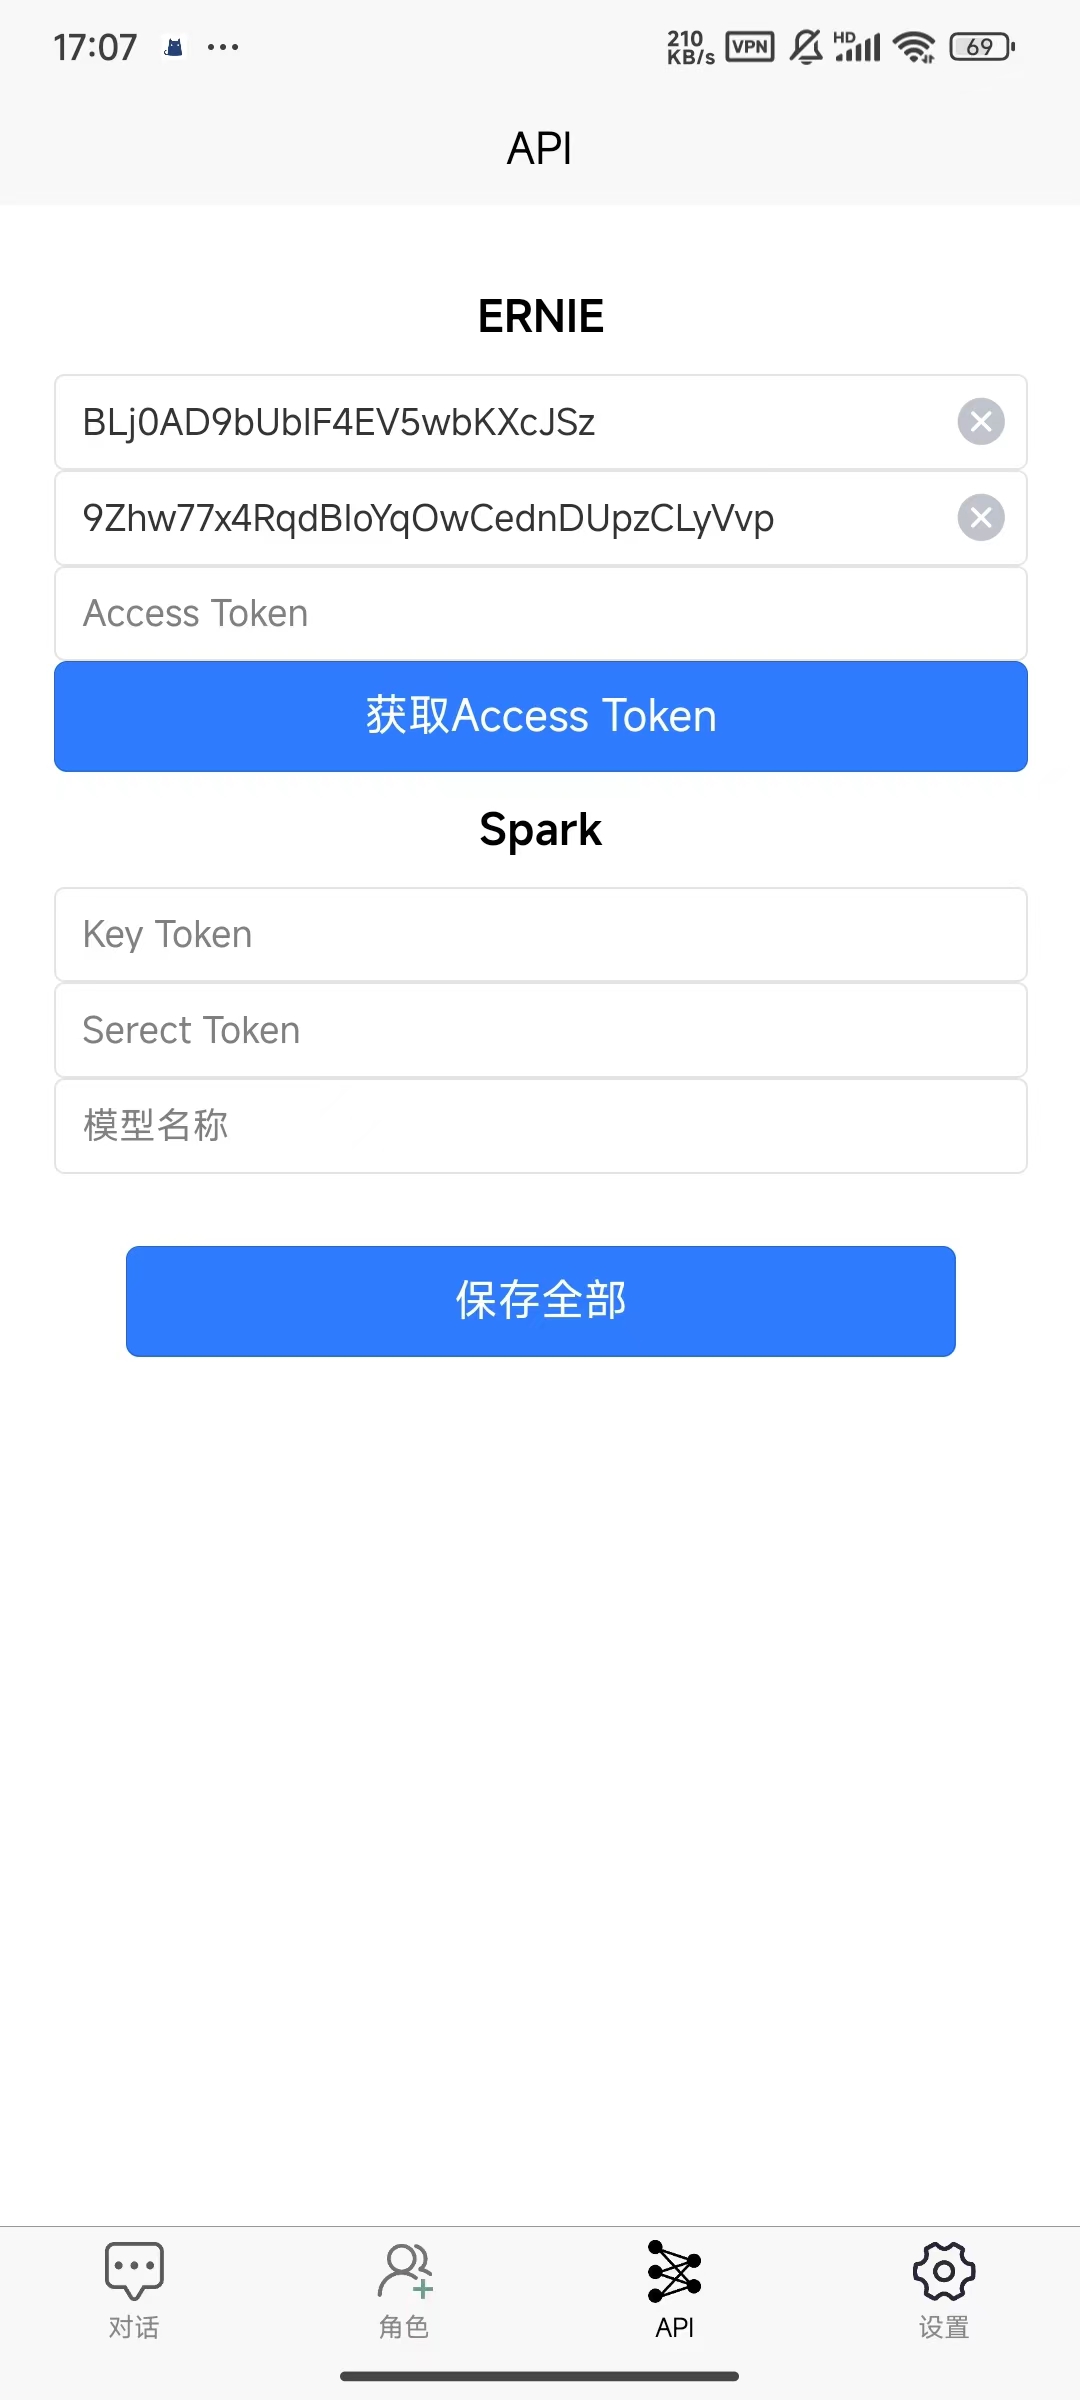 17:07
210
KB/s
VPN
HD
69
API
ERNIE
BLj0AD9bUblF4EV5wbKXcJSz
9Zhw77x4RqdBloYqOwCednDUpzCLyVvp
Access Token
获取Access Token
Spark
Key Token
Serect Token
模型名称
保存全部
对话
角色
API
设置